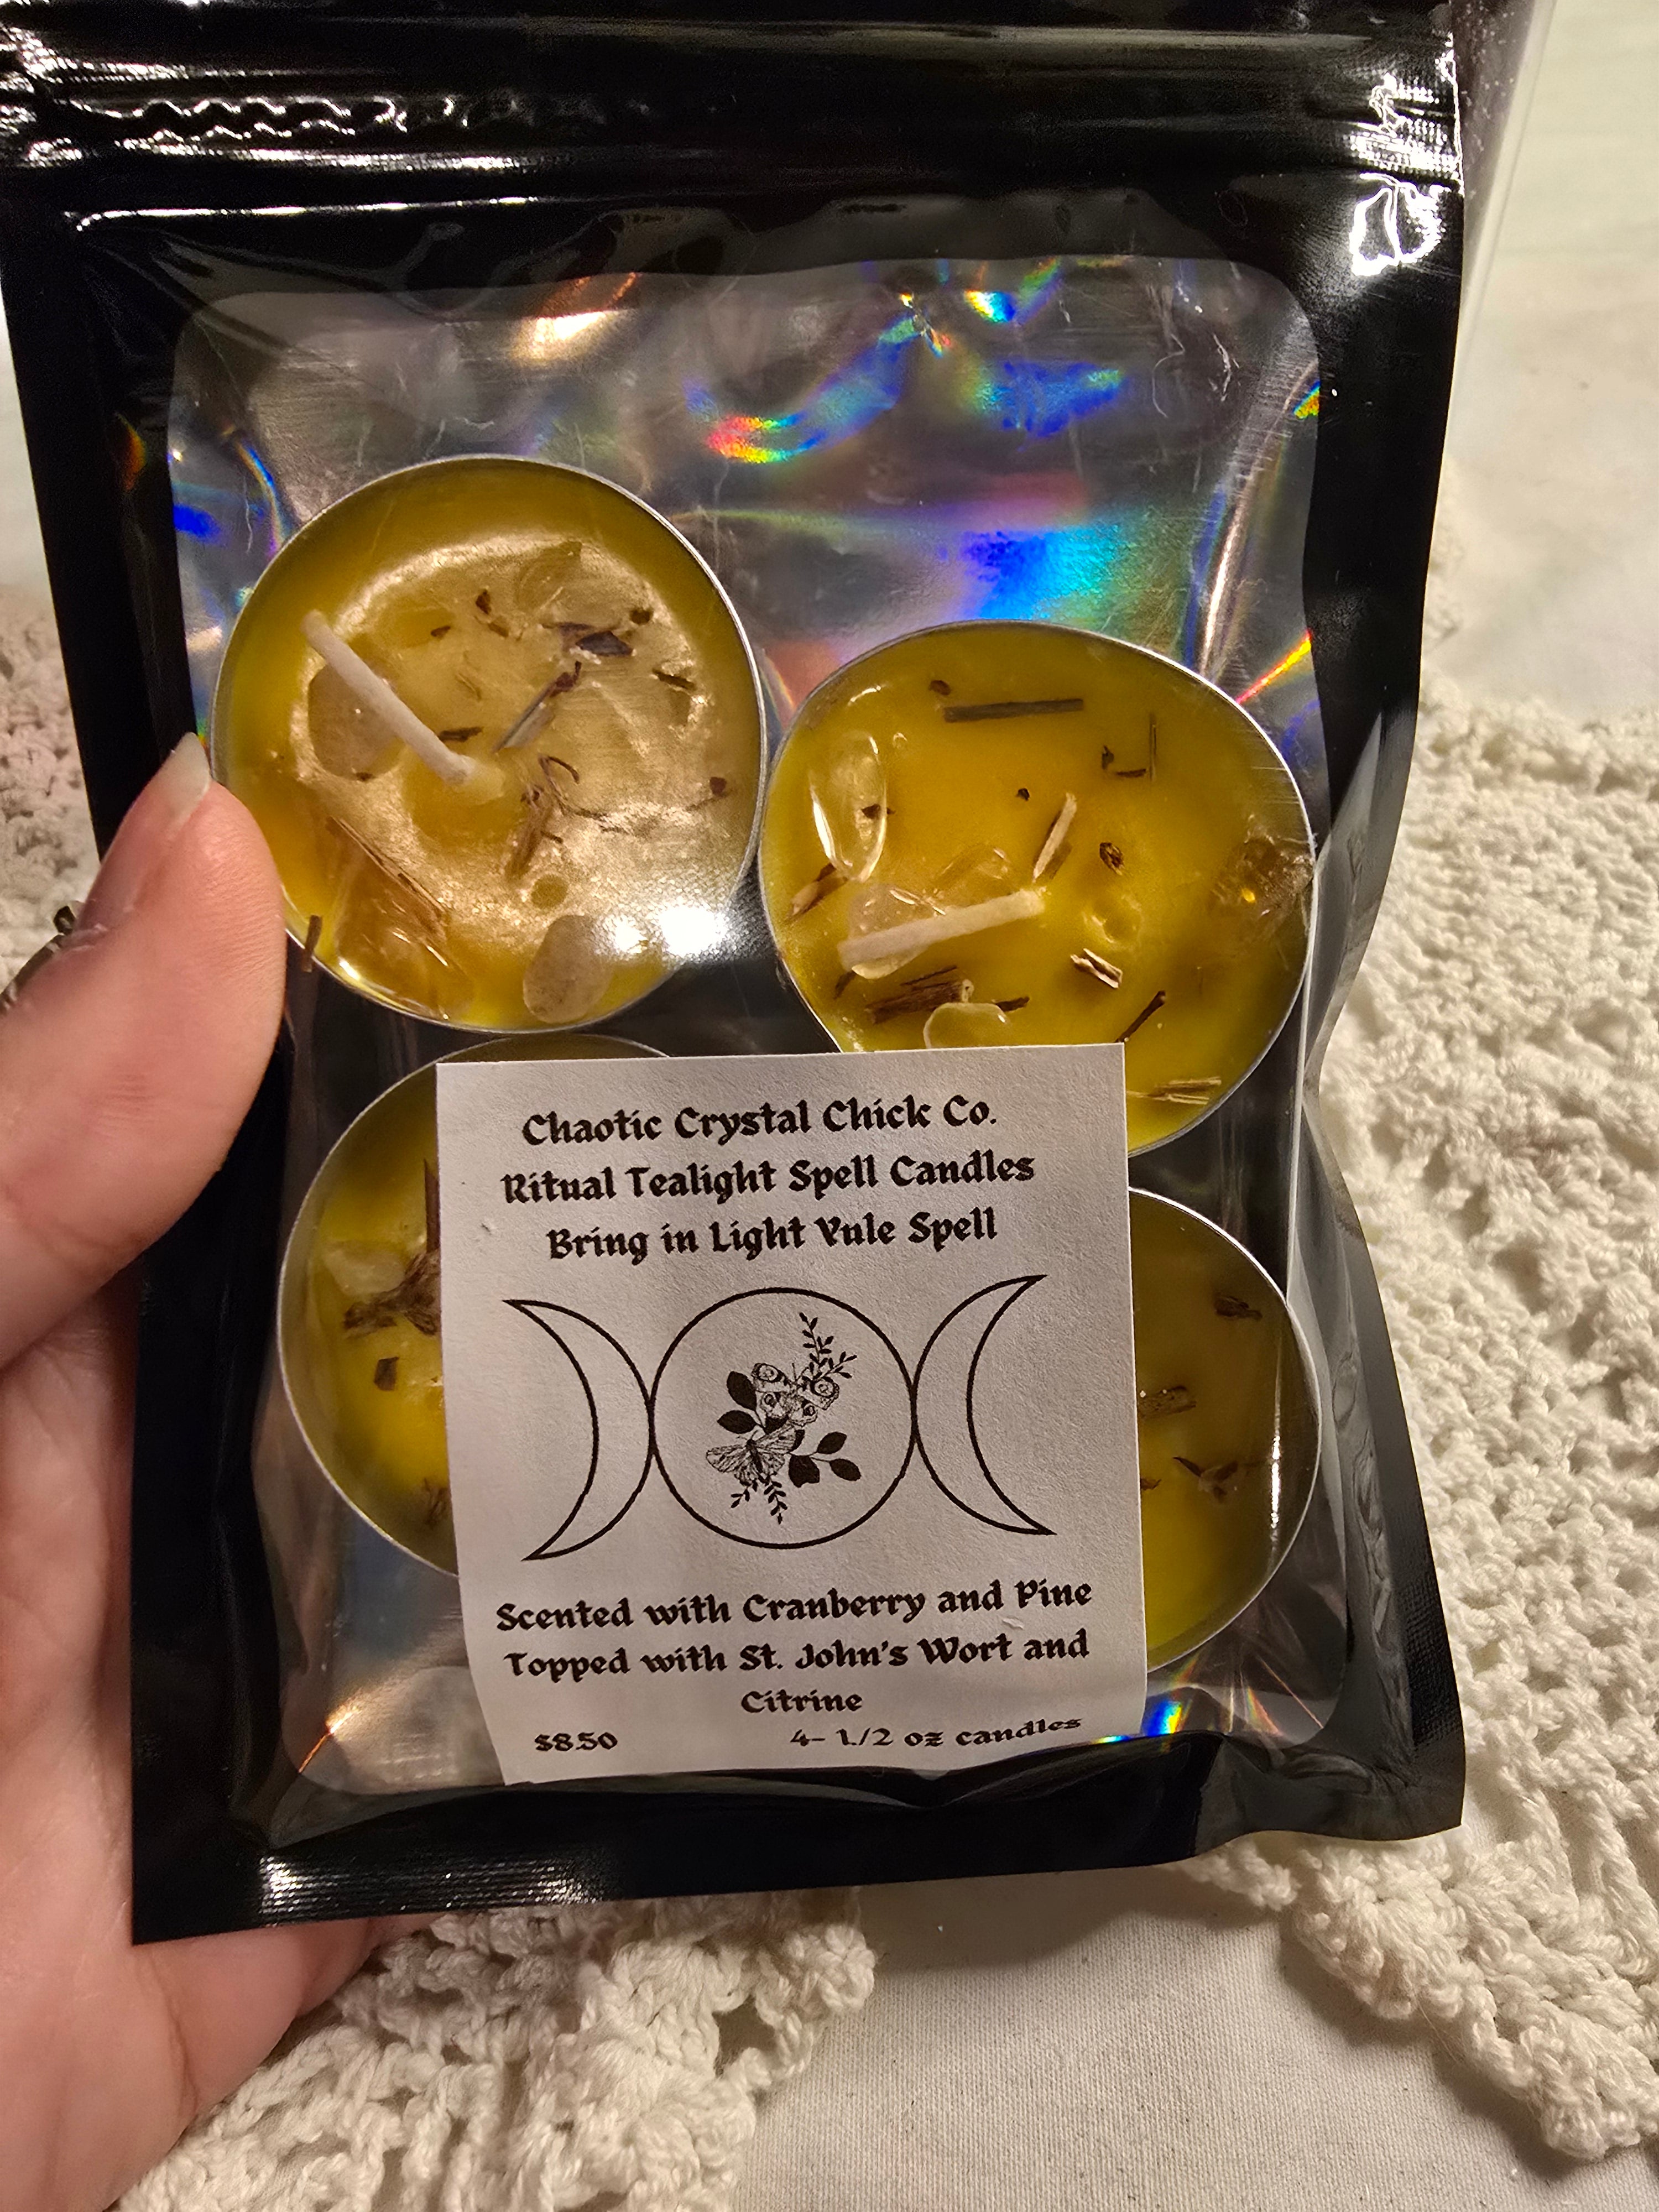 Chaotic Crystal Chick Co.
Ritual Tealight Spell Candles
Bring in Light Yule Spell
Scented with Cranberry and Pine
Topped with St. John's Wort and
Citrine
$8.50 4- 1./2 oz candles